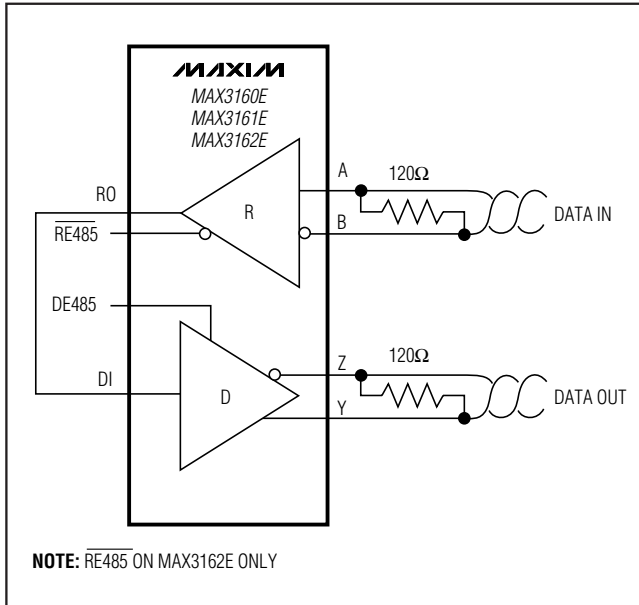 MAXIM
MAX3160E
MAX3161E
MAX3162E
A
120Ω
RO
R
DATA IN
RE485
B
DE485
Z
120Ω
DI
D
DATA OUT
Y
NOTE: RE485 ON MAX3162E ONLY